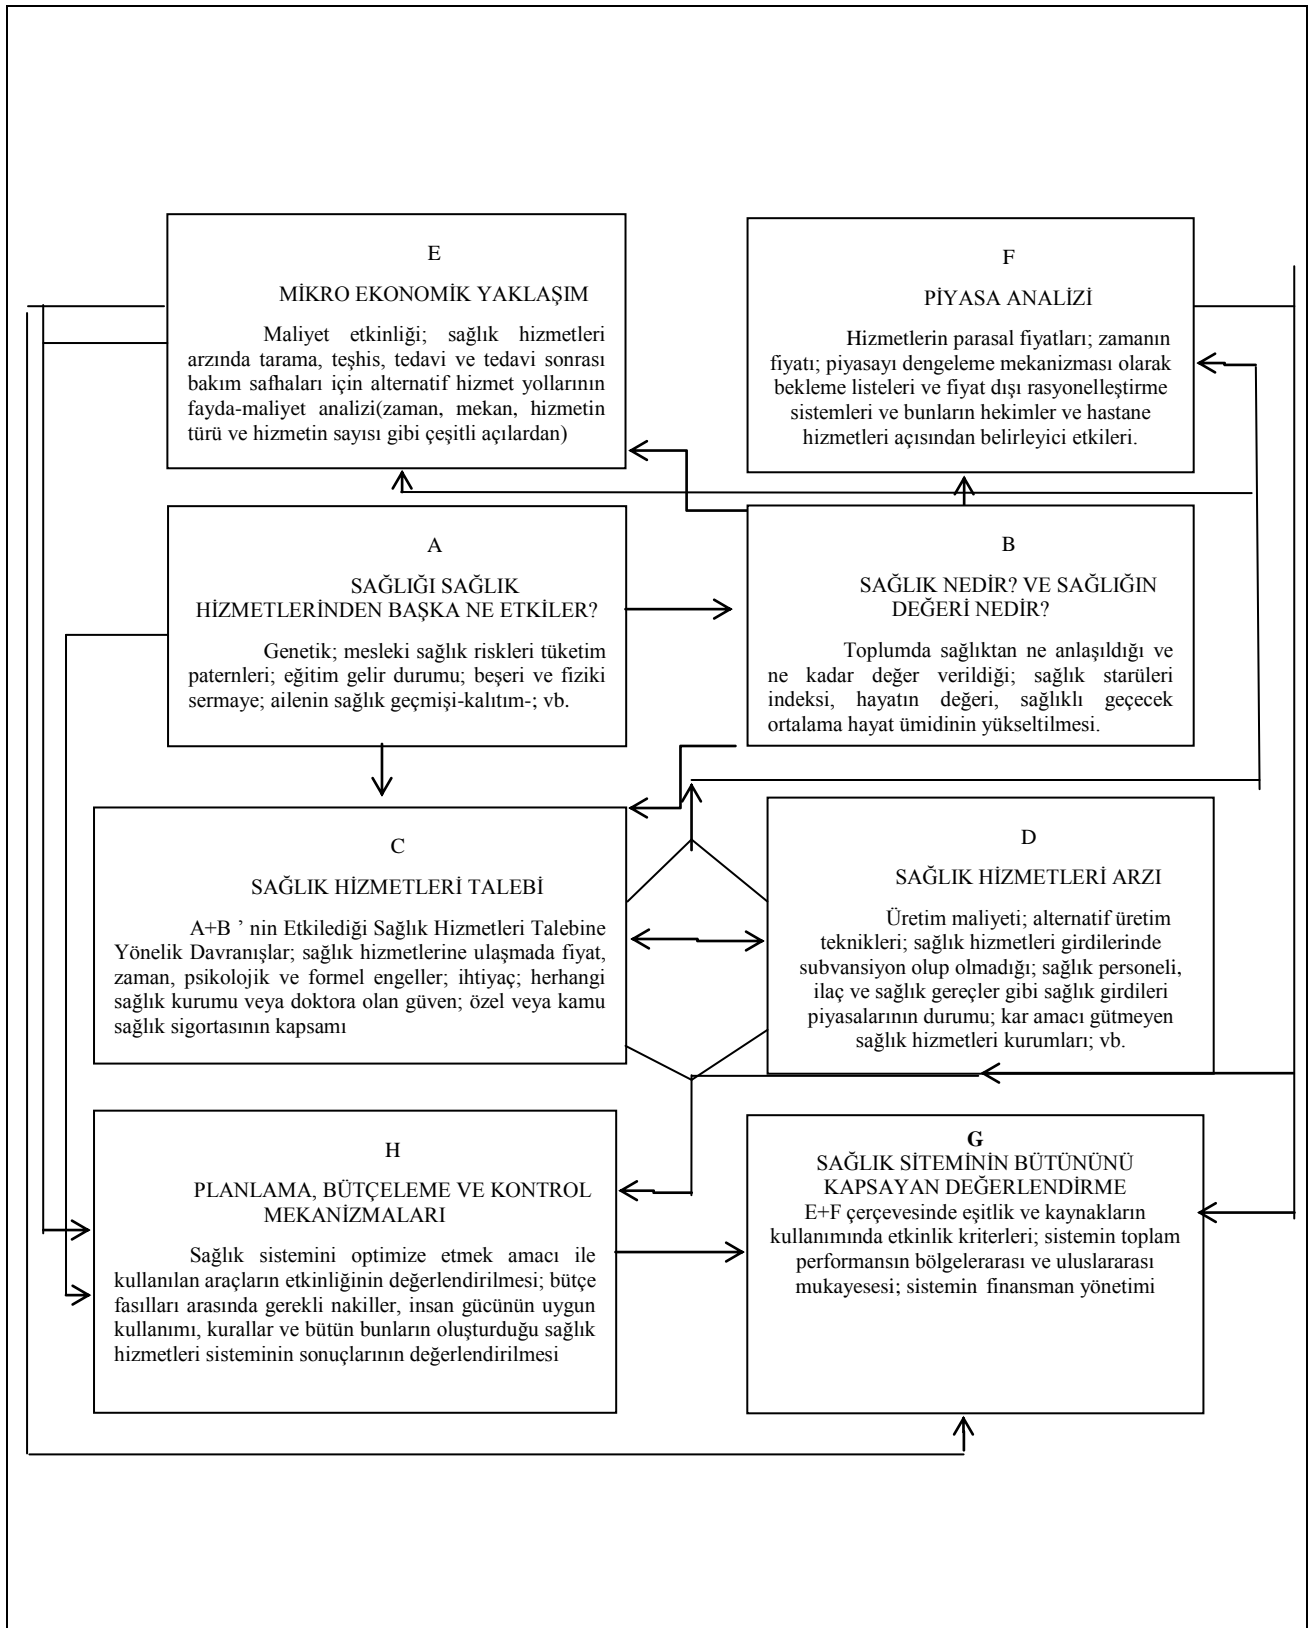 E
MİKRO EKONOMİK YAKLAŞIM
Maliyet etkinliği; sağlık hizmetleri
arzında tarama, teşhis, tedavi ve tedavi sonrası
bakım safhaları için alternatif hizmet yollarının
fayda-maliyet analizi(zaman, mekan, hizmetin
türü ve hizmetin sayısı gibi çeşitli açılardan)
F
PİYASA ANALİZİ
Hizmetlerin parasal fiyatları; zamanın
fiyatı; piyasayı dengeleme mekanizması olarak
bekleme listeleri ve fiyat dışı rasyonelleştirme
sistemleri ve bunların hekimler ve hastane
hizmetleri açısından belirleyici etkileri.
A
SAĞLIĞI SAĞLIK
HİZMETLERİNDEN BAŞKA NE ETKİLER?
Genetik; mesleki sağlık riskleri tüketim
paternleri; eğitim gelir durumu; beşeri ve fiziki
sermaye; ailenin sağlık geçmişi-kalıtım-; vb.
B
SAĞLIK NEDİR? VE SAĞLIĞIN
DEĞERİ NEDİR?
Toplumda sağlıktan ne anlaşıldığı ve
ne kadar değer verildiği; sağlık starüleri
indeksi, hayatın değeri, sağlıklı geçecek
ortalama hayat ümidinin yükseltilmesi.
C
SAĞLIK HİZMETLERİ TALEBİ
A+B ’ nin Etkilediği Sağlık Hizmetleri Talebine
Yönelik Davranışlar; sağlık hizmetlerine ulaşmada fiyat,
zaman, psikolojik ve formel engeller; ihtiyaç; herhangi
sağlık kurumu veya doktora olan güven; özel veya kamu
sağlık sigortasının kapsamı
D
SAĞLIK HİZMETLERİ ARZI
Üretim maliyeti; alternatif üretim
teknikleri; sağlık hizmetleri girdilerinde
subvansiyon olup olmadığı; sağlık personeli,
ilaç ve sağlık gereçler gibi sağlık girdileri
piyasalarının durumu; kar amacı gütmeyen
sağlık hizmetleri kurumları; vb.
H
PLANLAMA, BÜTÇELEME VE KONTROL
MEKANİZMALARI
Sağlık sistemini optimize etmek amacı ile
kullanılan araçların etkinliğinin değerlendirilmesi; bütçe
fasılları arasında gerekli nakiller, insan gücünün uygun
kullanımı, kurallar ve bütün bunların oluşturduğu sağlık
hizmetleri sisteminin sonuçlarının değerlendirilmesi
G
SAĞLIK SİTEMİNİN BÜTÜNÜNÜ
KAPSAYAN DEĞERLENDİRME
E+F çerçevesinde eşitlik ve kaynakların
kullanımında etkinlik kriterleri; sistemin toplam
performansın bölgelerarası ve uluslararası
mukayesesi; sistemin finansman yönetimi